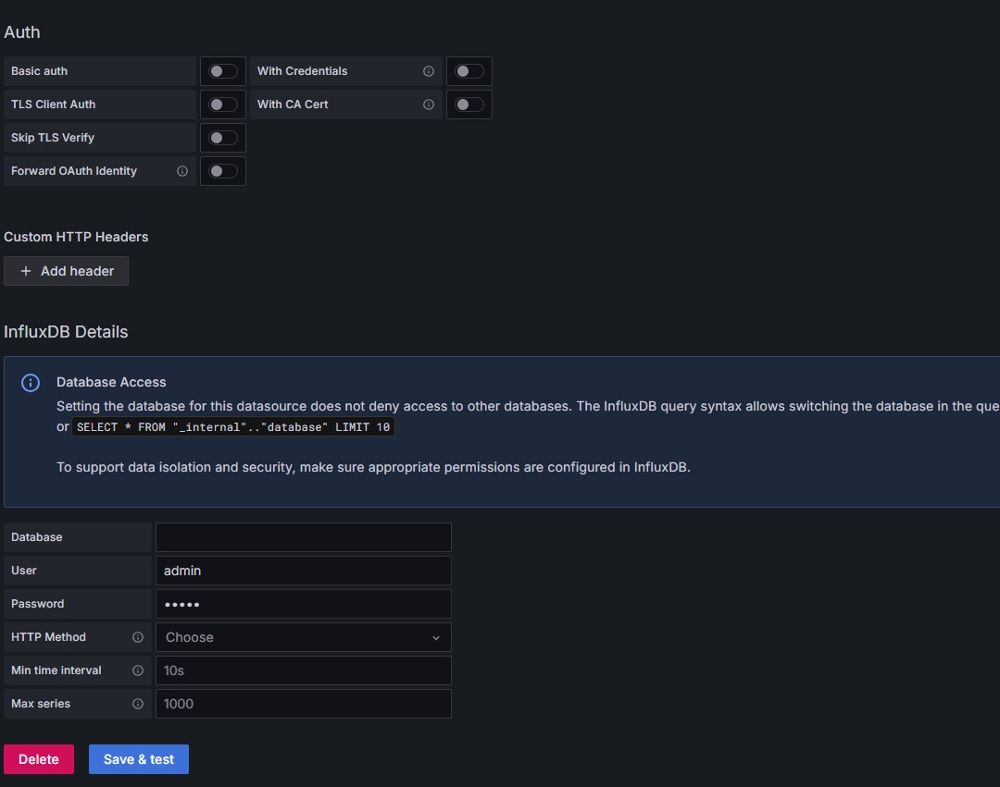 Auth
Basic auth With Credentials
TLS Client Auth With CA Cert
Skip TLS Verify
Forward OAuth Identity
Custom HTTP Headers
+ Add header
InfluxDB Details
Database Access
Setting the database for this datasource does not deny access to other databases. The InfluxDB query syntax allows switching the database in the que
or SELECT * FROM "_internal".."database" LIMIT 10
To support data isolation and security, make sure appropriate permissions are configured in InfluxDB.
Database
User admin
Password •••••
HTTP Method Choose
Min time interval 10s
Max series 1000
Delete Save & test